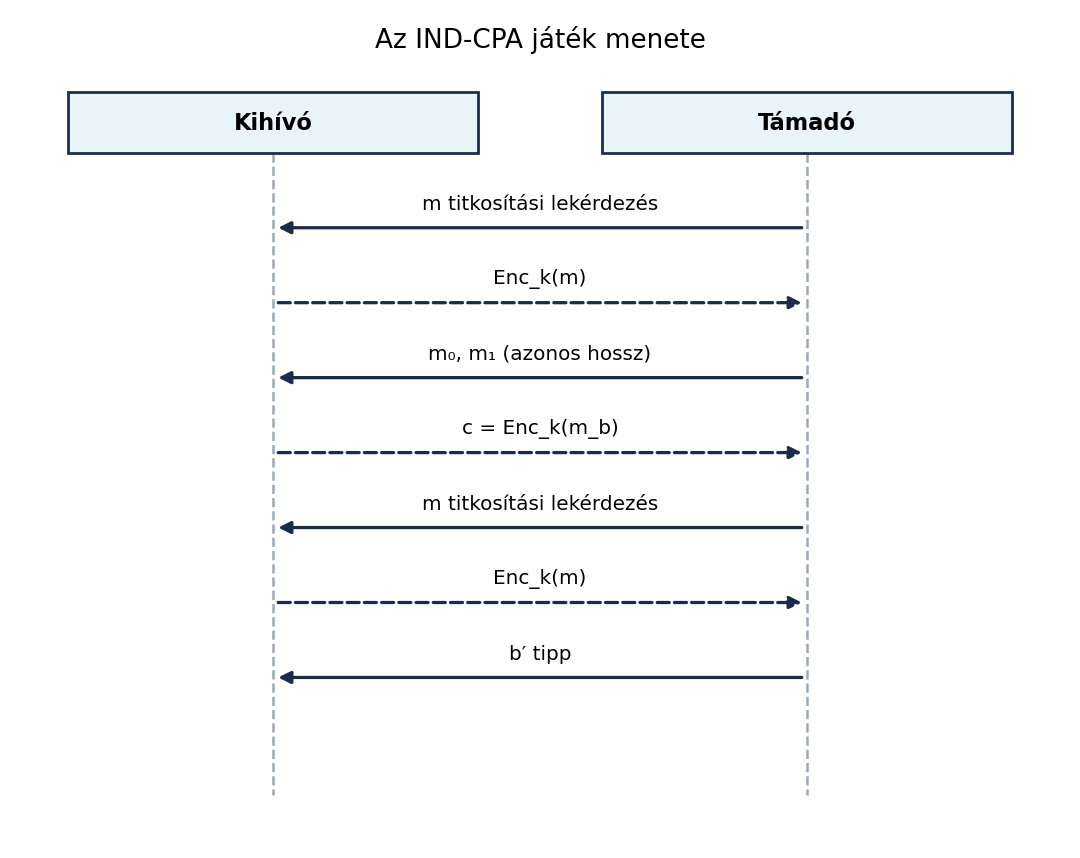 Az IND-CPA játék menete
Kihívó
Támadó
m titkosítási lekérdezés
Enc_k(m)
m₀, m₁ (azonos hossz)
c = Enc_k(m_b)
m titkosítási lekérdezés
Enc_k(m)
b′ tipp